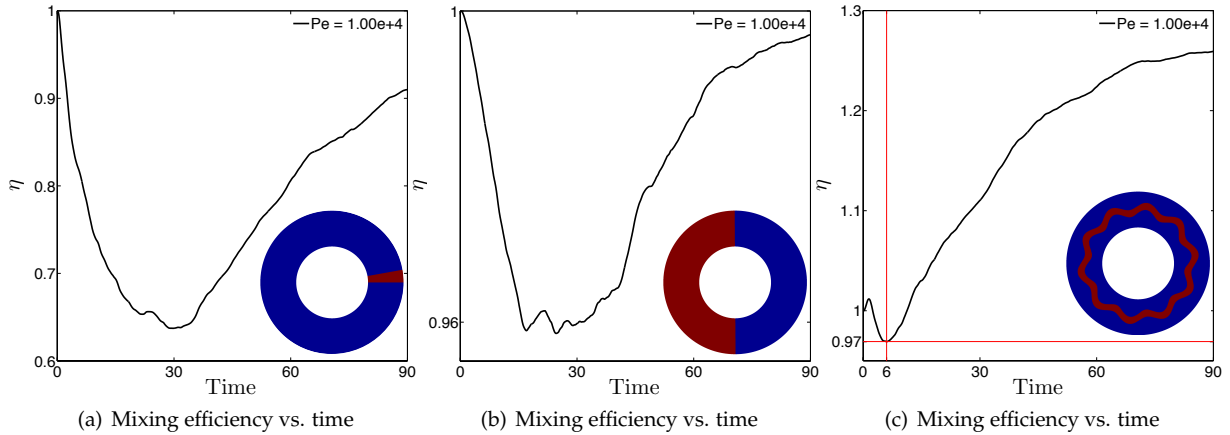 1
0.9
0.8
0.7
0.6
η
0
30
60
90
Time
Pe = 1.00e+4
(a) Mixing efficiency vs. time
1
0.96
η
0
30
60
90
Time
Pe = 1.00e+4
(b) Mixing efficiency vs. time
1.3
1.2
1.1
1
0.97
η
0
6
30
60
90
Time
Pe = 1.00e+4
(c) Mixing efficiency vs. time